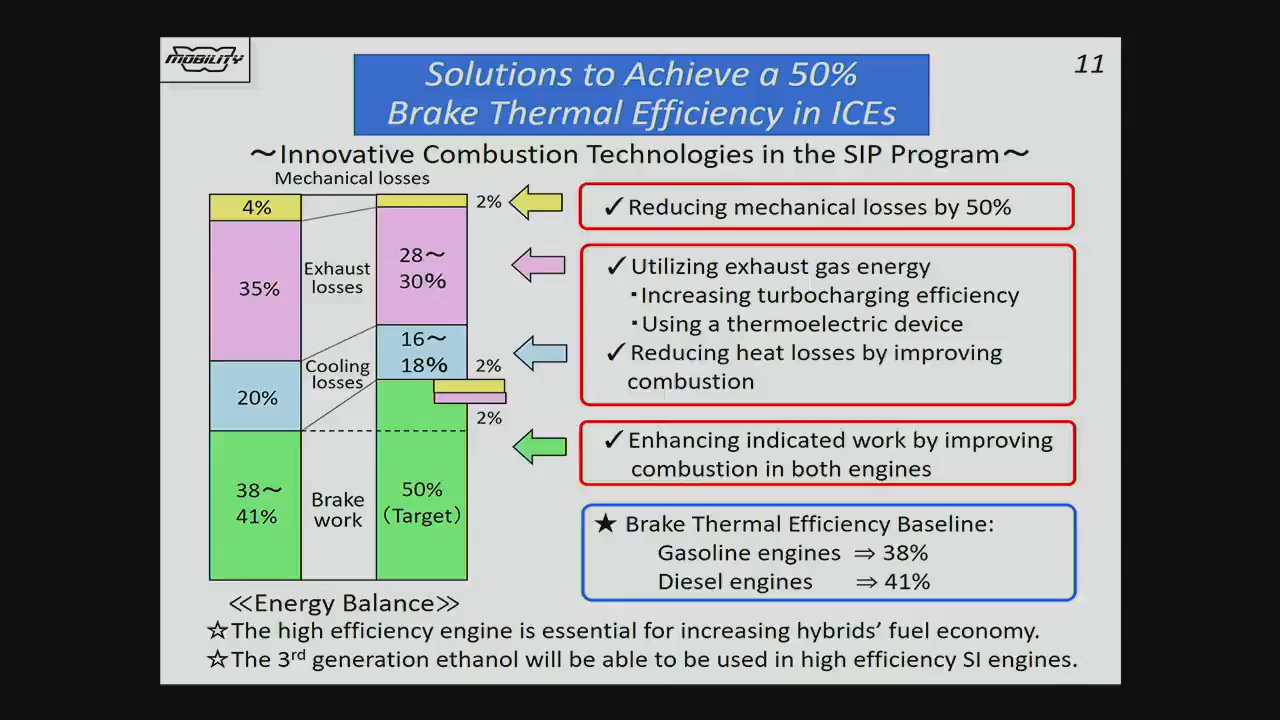 MOBILITY
11
Solutions to Achieve a 50%
Brake Thermal Efficiency in ICEs
～Innovative Combustion Technologies in the SIP Program～
Mechanical losses
4%
2%
Exhaust
losses
35%
28～
30%
Cooling
losses
20%
16～
18%
2%
2%
38～
41%
Brake
work
50%
（Target）
≪Energy Balance≫
✓Reducing mechanical losses by 50%
✓Utilizing exhaust gas energy
・Increasing turbocharging efficiency
・Using a thermoelectric device
✓Reducing heat losses by improving
combustion
✓Enhancing indicated work by improving
combustion in both engines
★ Brake Thermal Efficiency Baseline:
Gasoline engines ⇒ 38%
Diesel engines ⇒ 41%
☆The high efficiency engine is essential for increasing hybrids’ fuel economy.
☆The 3rd generation ethanol will be able to be used in high efficiency SI engines.